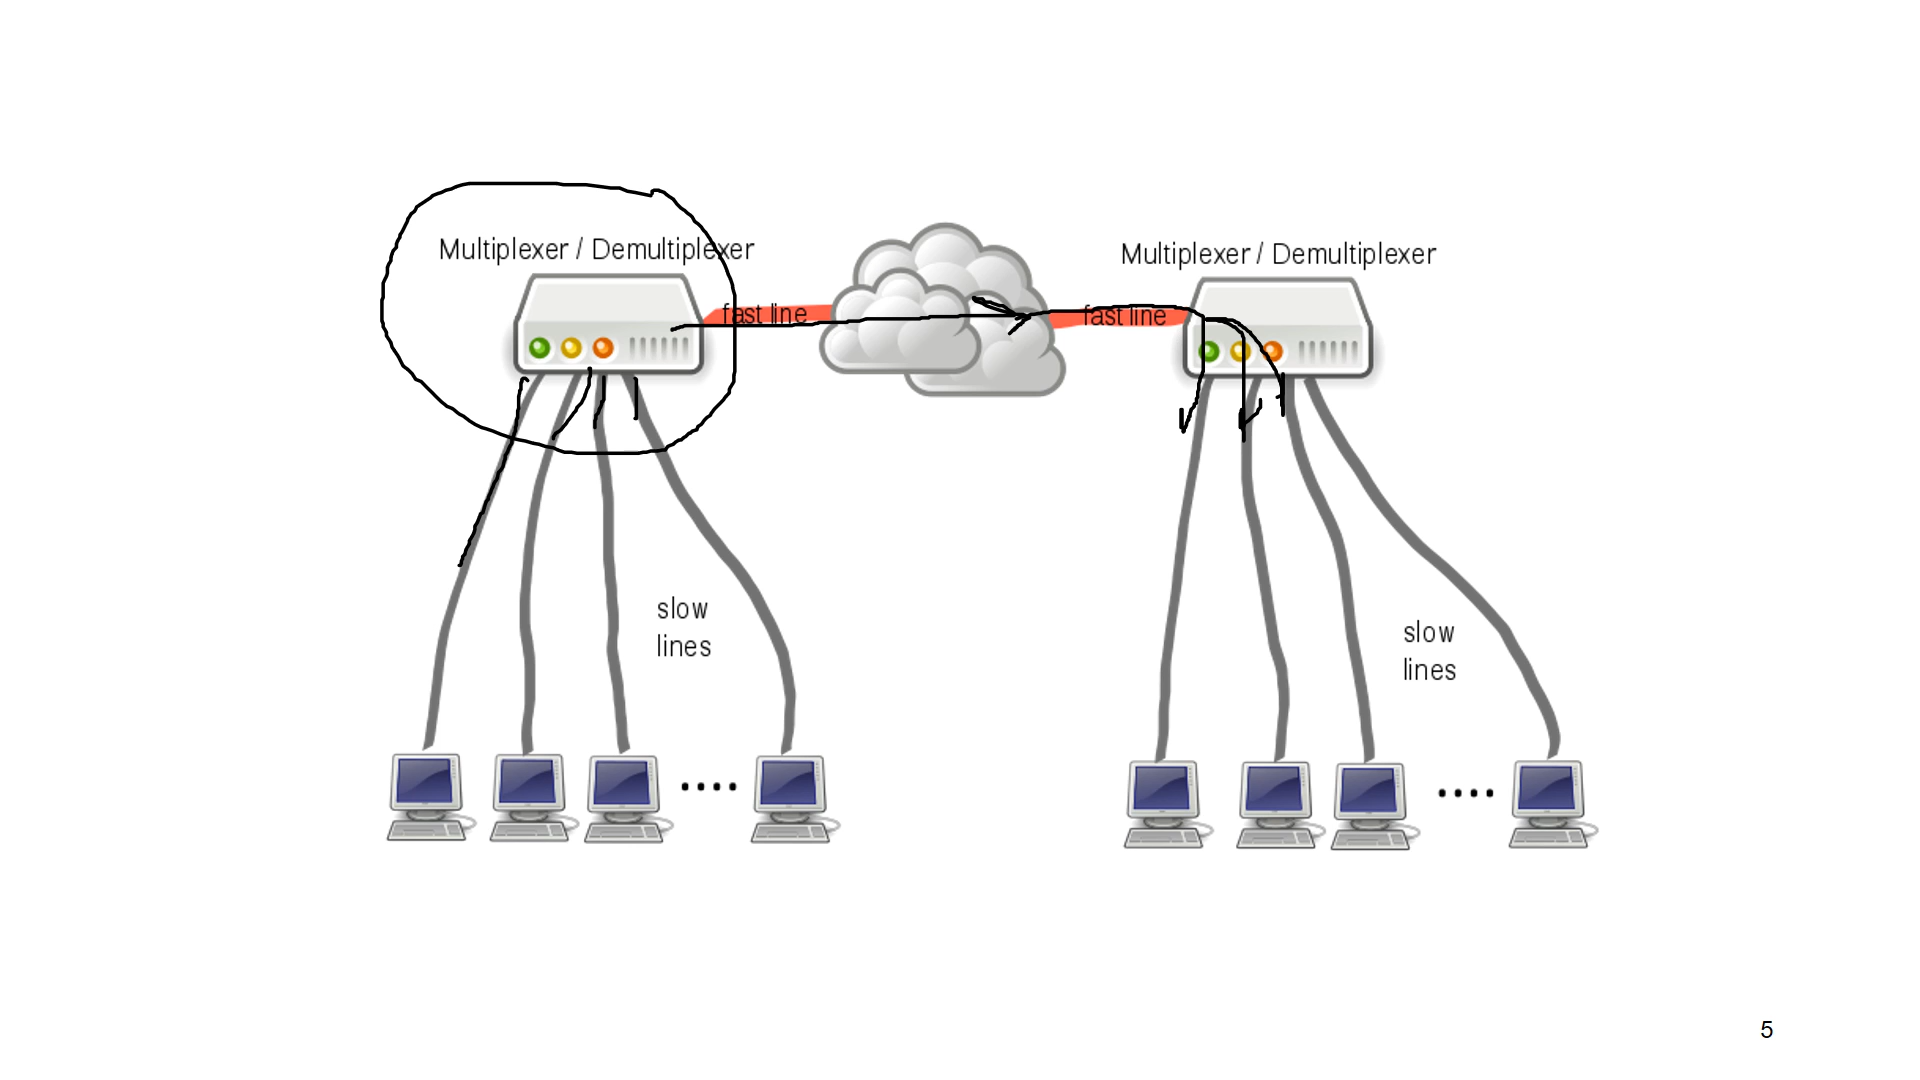 Multiplexer / Demultiplexer
Multiplexer / Demultiplexer
fast line
fast line
slow
lines
slow
lines
5